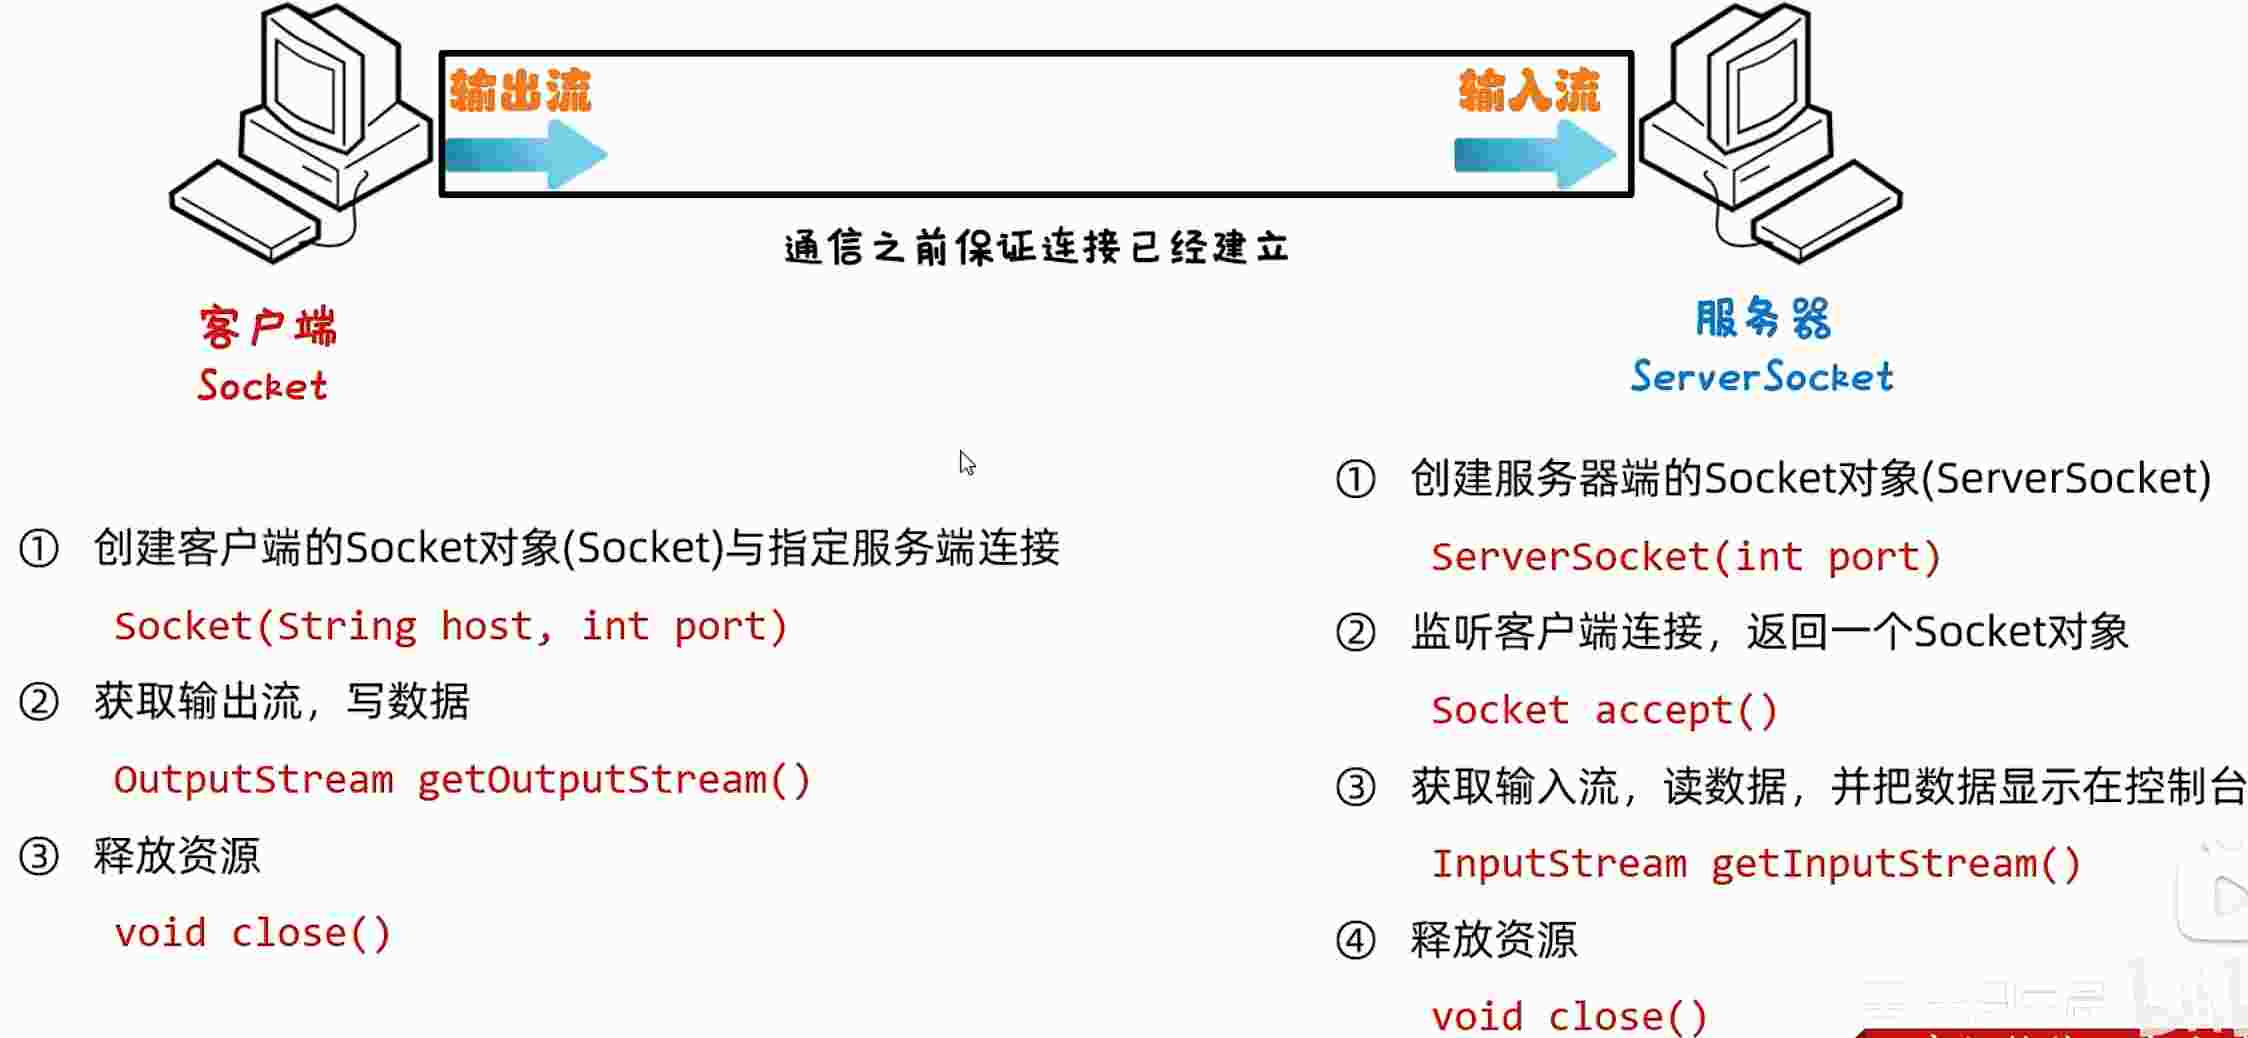 输出流
输入流
通信之前保证连接已经建立
客户端
Socket
服务器
ServerSocket
① 创建客户端的Socket对象(Socket)与指定服务端连接
Socket(String host, int port)
② 获取输出流，写数据
OutputStream getOutputStream()
③ 释放资源
void close()
① 创建服务器端的Socket对象(ServerSocket)
ServerSocket(int port)
② 监听客户端连接，返回一个Socket对象
Socket accept()
③ 获取输入流，读数据，并把数据显示在控制台
InputStream getInputStream()
④ 释放资源
void close()